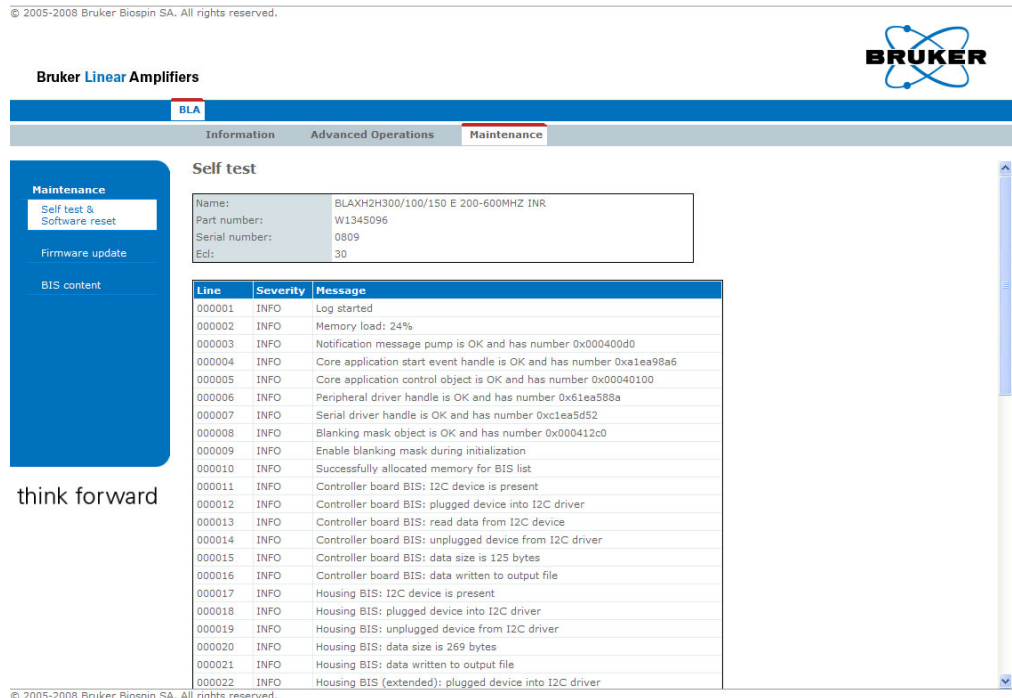 © 2005-2008 Bruker Biospin SA. All rights reserved.
BRUKER
Bruker Linear Amplifiers
BLA
Information Advanced Operations Maintenance
Maintenance
Self test &
Software reset
Firmware update
BIS content
think forward
Self test
Name: BLAXH2H300/100/150 E 200-600MHZ INR
Part number: W1345096
Serial number: 0809
Ecl: 30
Line Severity Message
000001 INFO Log started
000002 INFO Memory load: 24%
000003 INFO Notification message pump is OK and has number 0x000400d0
000004 INFO Core application start event handle is OK and has number 0xa1ea98a6
000005 INFO Core application control object is OK and has number 0x00040100
000006 INFO Peripheral driver handle is OK and has number 0x61ea588a
000007 INFO Serial driver handle is OK and has number 0xc1ea5d52
000008 INFO Blanking mask object is OK and has number 0x000412c0
000009 INFO Enable blanking mask during initialization
000010 INFO Successfully allocated memory for BIS list
000011 INFO Controller board BIS: I2C device is present
000012 INFO Controller board BIS: plugged device into I2C driver
000013 INFO Controller board BIS: read data from I2C device
000014 INFO Controller board BIS: unplugged device from I2C driver
000015 INFO Controller board BIS: data size is 125 bytes
000016 INFO Controller board BIS: data written to output file
000017 INFO Housing BIS: I2C device is present
000018 INFO Housing BIS: plugged device into I2C driver
000019 INFO Housing BIS: unplugged device from I2C driver
000020 INFO Housing BIS: data size is 269 bytes
000021 INFO Housing BIS: data written to output file
000022 INFO Housing BIS (extended): plugged device into I2C driver
© 2005-2008 Bruker Biospin SA. All rights reserved.